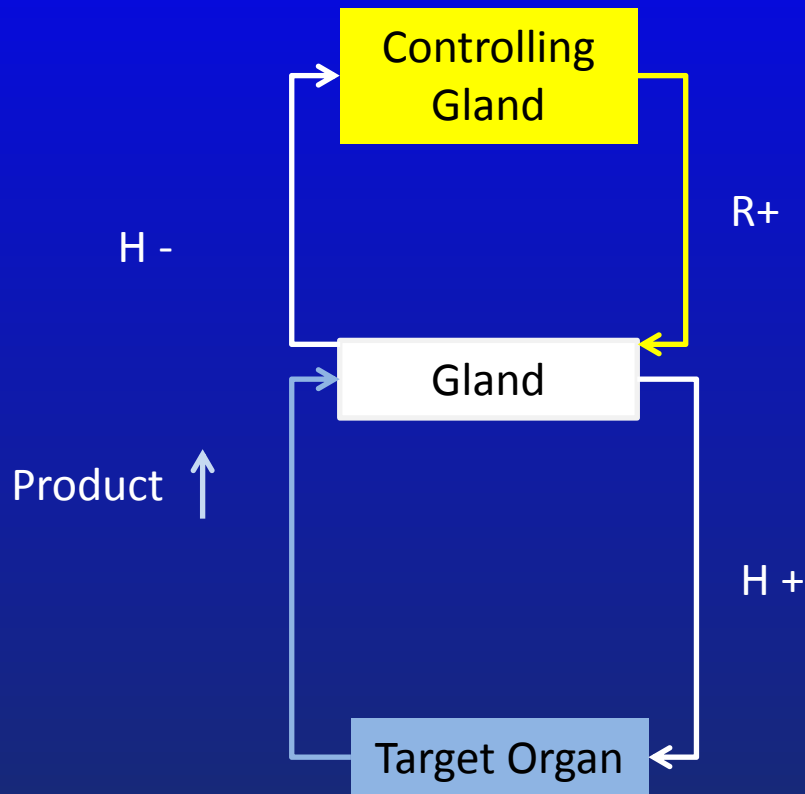 Controlling
Gland
R+
H -
Gland
Product
H +
Target Organ